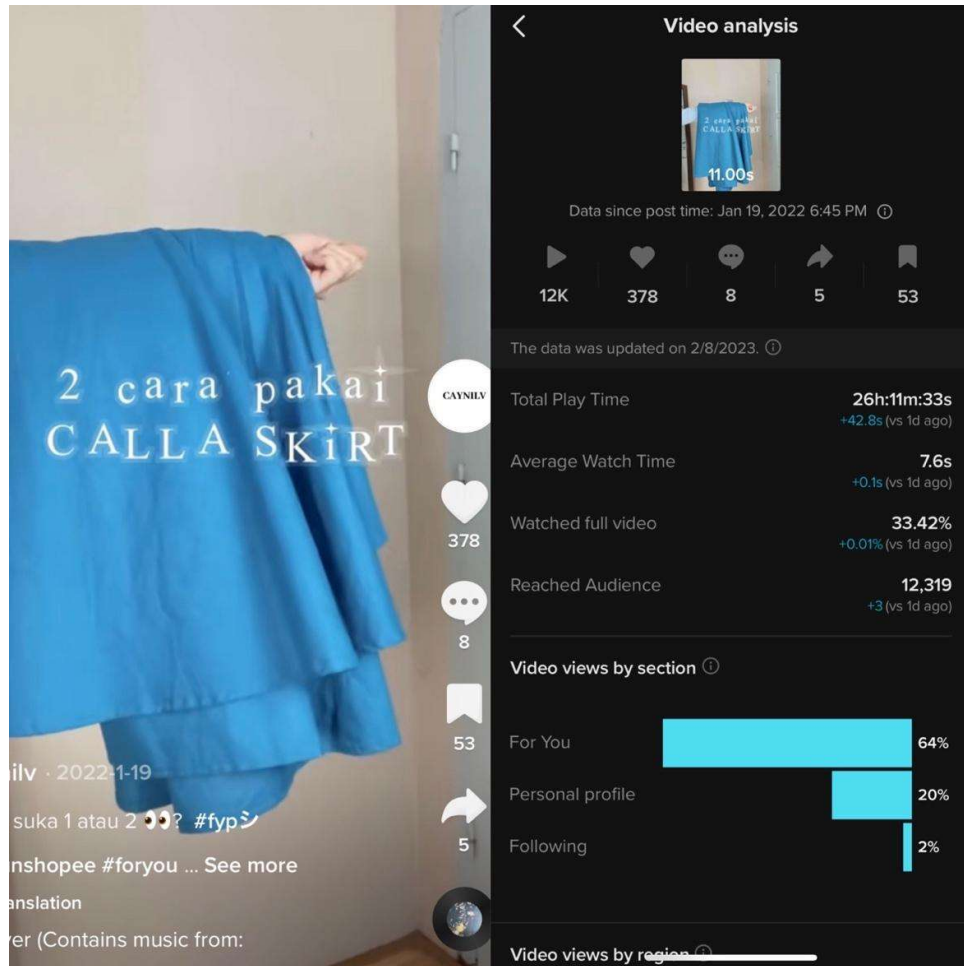 2 cara pakai
CALLA SKiRT
CAYNILV
378
8
53
5
ilv · 2022-1-19
suka 1 atau 2 👀? #fypシ
nshopee #foryou ... See more
anslation
er (Contains music from:
Video analysis
2 cara pakai
CALLA SKiRT
11.00s
Data since post time: Jan 19, 2022 6:45 PM
12K
378
8
5
53
The data was updated on 2/8/2023.
Total Play Time
26h:11m:33s
+42.8s (vs 1d ago)
Average Watch Time
7.6s
+0.1s (vs 1d ago)
Watched full video
33.42%
+0.01% (vs 1d ago)
Reached Audience
12,319
+3 (vs 1d ago)
Video views by section
For You
64%
Personal profile
20%
Following
2%
Video views by region